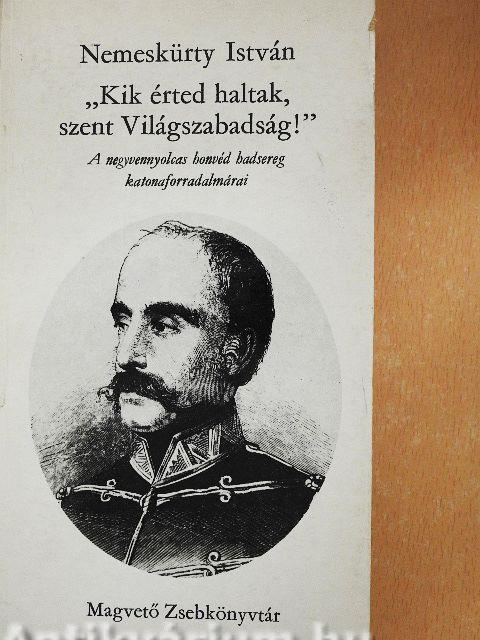 Nemeskürty István
„Kik érted haltak,
szent Világszabadság!”
A negyvennyolcas honvéd hadsereg
katonaforradalmárai
Magvető Zsebkönyvtár